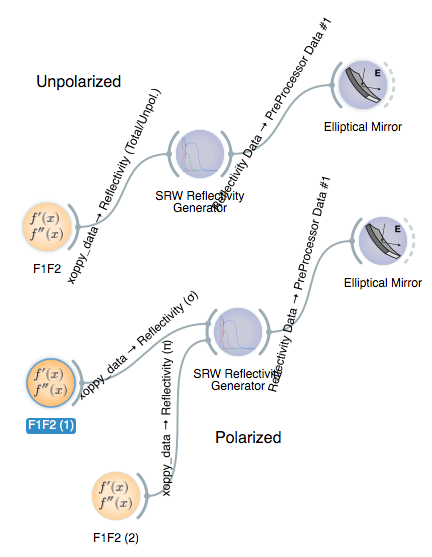 Unpolarized
xoppy_data → Reflectivity (Total/Unpol.)
Reflectivity Data → PreProcessor Data #1
E
Elliptical Mirror
SRW Reflectivity
Generator
f′(x)
f″(x)
F1F2
Reflectivity Data → PreProcessor Data #1
E
Elliptical Mirror
xoppy_data → Reflectivity (σ)
xoppy_data → Reflectivity (π)
SRW Reflectivity
Generator
f′(x)
f″(x)
F1F2 (1)
Polarized
f′(x)
f″(x)
F1F2 (2)